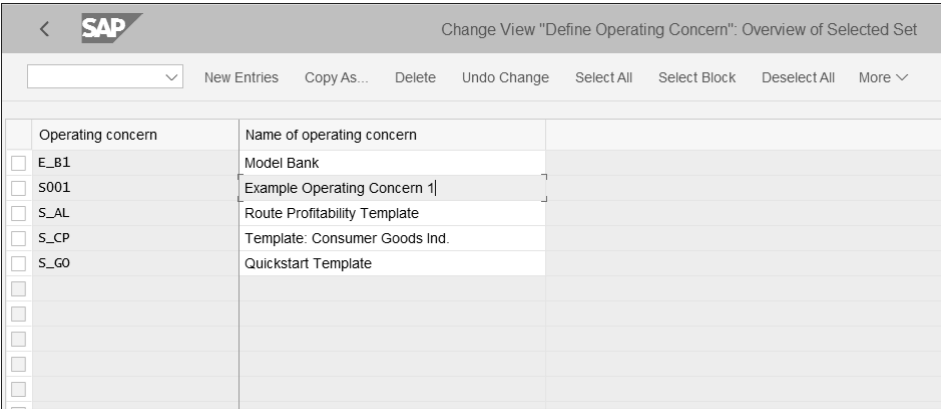 SAP Change View "Define Operating Concern": Overview of Selected Set
New Entries Copy As... Delete Undo Change Select All Select Block Deselect All More
Operating concern Name of operating concern
E_B1 Model Bank
S001 Example Operating Concern 1
S_AL Route Profitability Template
S_CP Template: Consumer Goods Ind.
S_GO Quickstart Template